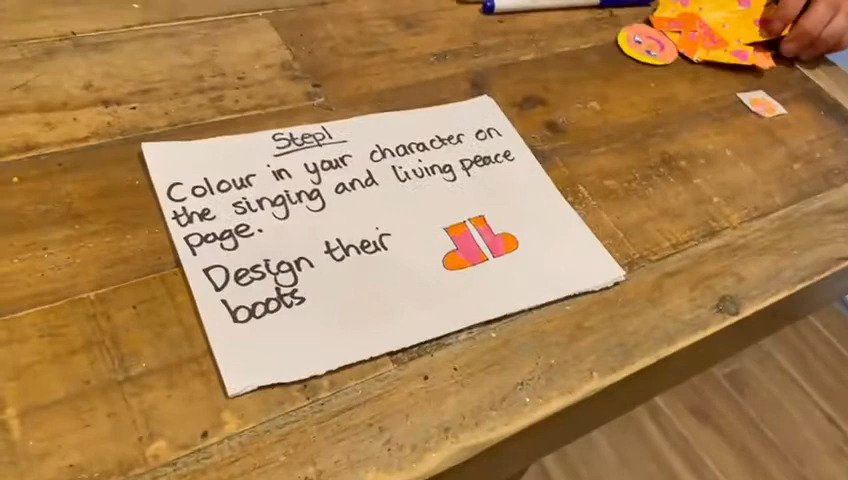 Step1
Colour in your character on
the singing and living peace
page.
Design their
boots